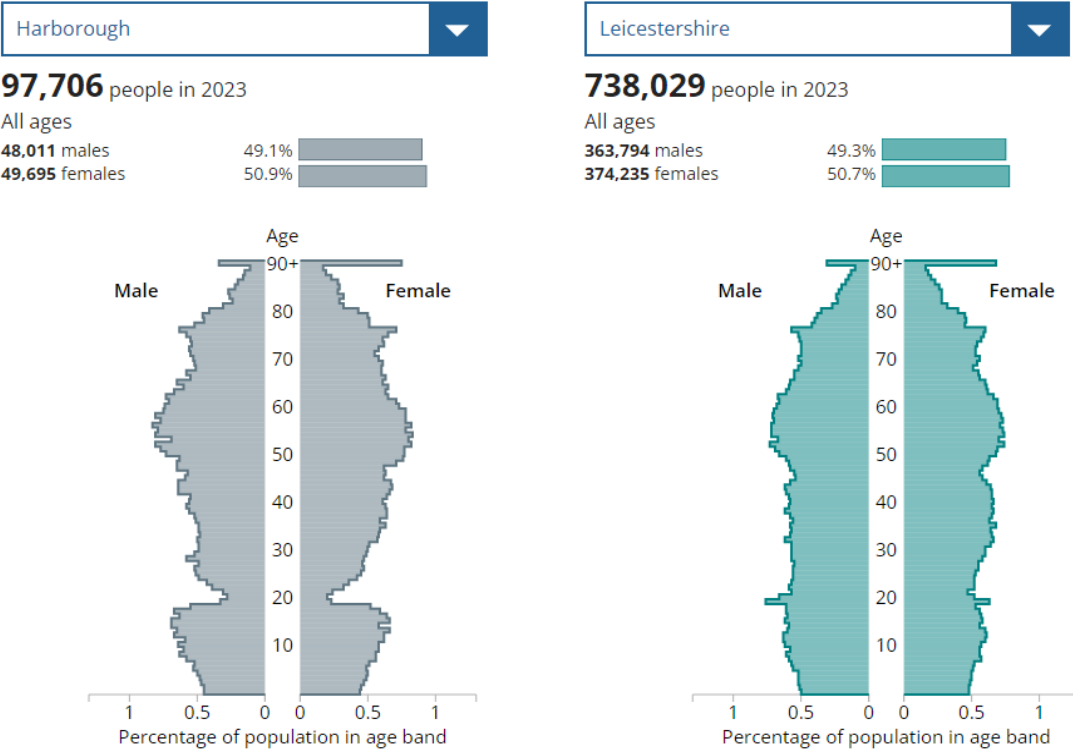 Harborough
97,706 people in 2023
All ages
48,011 males 49.1%
49,695 females 50.9%
Age
90+
Male Female
80
70
60
50
40
30
20
10
1 0.5 0 0 0.5 1
Percentage of population in age band
Leicestershire
738,029 people in 2023
All ages
363,794 males 49.3%
374,235 females 50.7%
Age
90+
Male Female
80
70
60
50
40
30
20
10
1 0.5 0 0 0.5 1
Percentage of population in age band